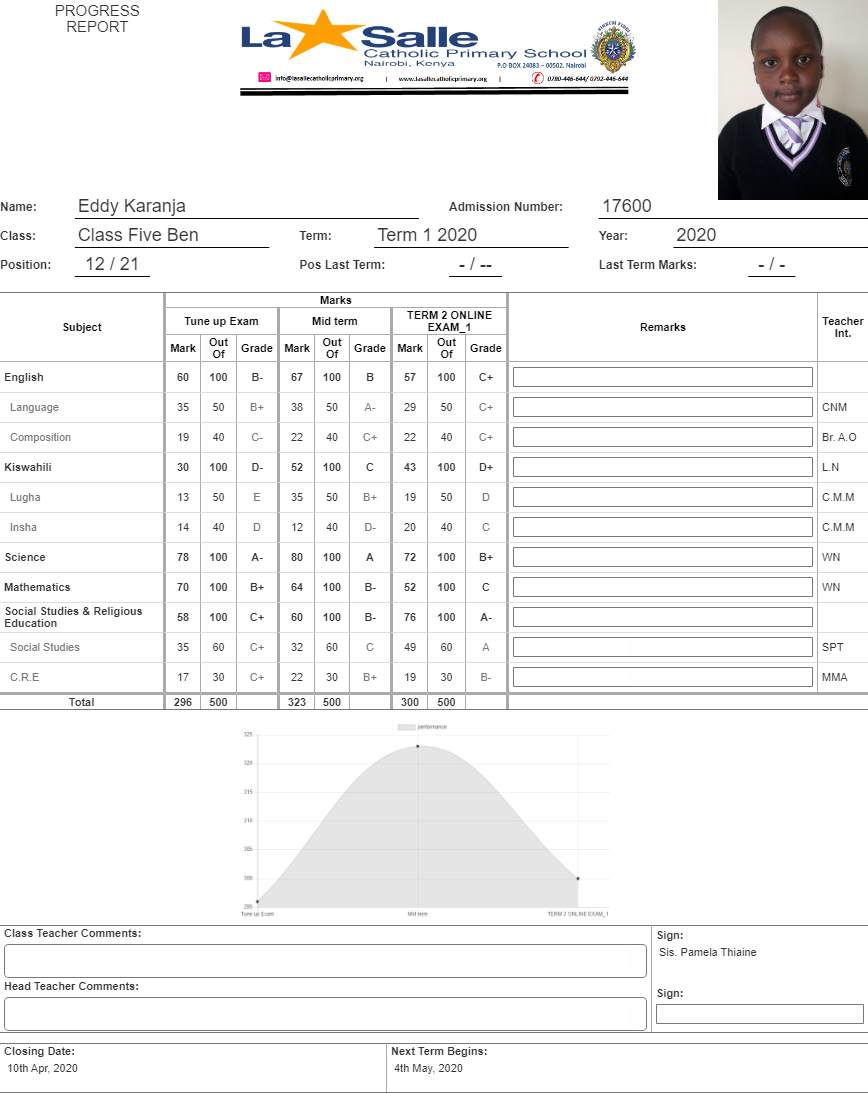 PROGRESS
REPORT
La Salle
Catholic Primary School
Nairobi, Kenya
P.O BOX 24083 – 00502, Nairobi
info@lasallecatholicprimary.org | www.lasallecatholicprimary.org | 0780-446-644/ 0792-446-644
Name: Eddy Karanja Admission Number: 17600
Class: Class Five Ben Term: Term 1 2020 Year: 2020
Position: 12 / 21 Pos Last Term: - / -- Last Term Marks: - / -
Marks
Subject Tune up Exam Mid term TERM 2 ONLINE EXAM_1 Remarks Teacher Int.
Mark Out Of Grade Mark Out Of Grade Mark Out Of Grade
English 60 100 B- 67 100 B 57 100 C+
Language 35 50 B+ 38 50 A- 29 50 C+ CNM
Composition 19 40 C- 22 40 C+ 22 40 C+ Br. A.O
Kiswahili 30 100 D- 52 100 C 43 100 D+ L.N
Lugha 13 50 E 35 50 B+ 19 50 D C.M.M
Insha 14 40 D 12 40 D- 20 40 C C.M.M
Science 78 100 A- 80 100 A 72 100 B+ WN
Mathematics 70 100 B+ 64 100 B- 52 100 C WN
Social Studies & Religious Education 58 100 C+ 60 100 B- 76 100 A-
Social Studies 35 60 C+ 32 60 C 49 60 A SPT
C.R.E 17 30 C+ 22 30 B+ 19 30 B- MMA
Total 296 500 323 500 300 500
performance
325
320
315
310
305
300
295
Tune up Exam Mid term TERM 2 ONLINE EXAM_1
Class Teacher Comments: Sign:
Sis. Pamela Thiaine
Head Teacher Comments: Sign:
Closing Date: Next Term Begins:
10th Apr, 2020 4th May, 2020